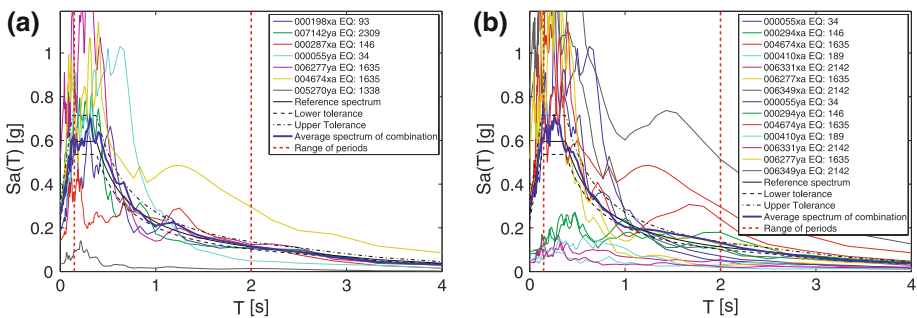 (a)
Sa(T) [g]
1
0.8
0.6
0.4
0.2
0
0
1
2
3
4
T [s]
000198xa EQ: 93
007142ya EQ: 2309
000287xa EQ: 146
000055ya EQ: 34
006277ya EQ: 1635
004674xa EQ: 1635
005270ya EQ: 1338
Reference spectrum
Lower tolerance
Upper Tolerance
Average spectrum of combination
Range of periods
(b)
Sa(T) [g]
1
0.8
0.6
0.4
0.2
0
0
1
2
3
4
T [s]
000055xa EQ: 34
000294xa EQ: 146
004674xa EQ: 1635
000410xa EQ: 189
006331xa EQ: 2142
006277xa EQ: 1635
006349xa EQ: 2142
000055ya EQ: 34
000294ya EQ: 146
004674ya EQ: 1635
000410ya EQ: 189
006331ya EQ: 2142
006277ya EQ: 1635
006349ya EQ: 2142
Reference spectrum
Lower tolerance
Upper Tolerance
Average spectrum of combination
Range of periods